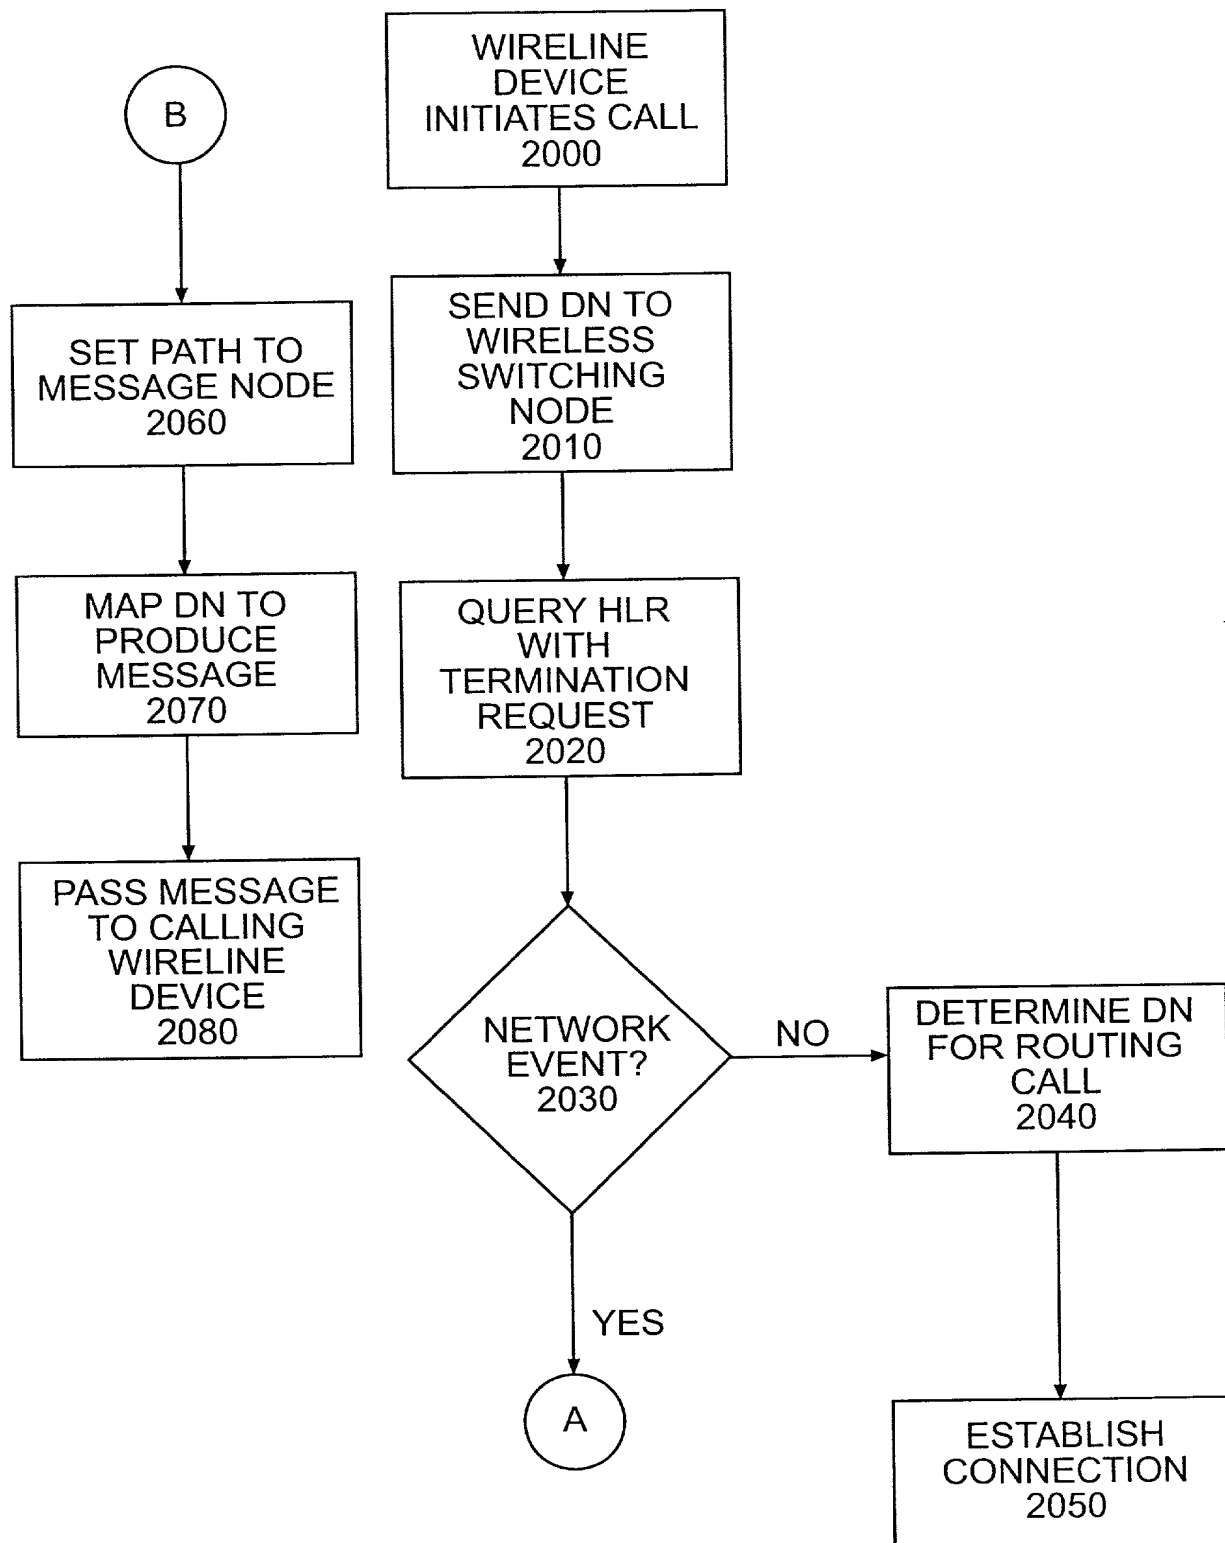 B
SET PATH TO
MESSAGE NODE
2060
MAP DN TO
PRODUCE
MESSAGE
2070
PASS MESSAGE
TO CALLING
WIRELINE
DEVICE
2080
WIRELINE
DEVICE
INITIATES CALL
2000
SEND DN TO
WIRELESS
SWITCHING
NODE
2010
QUERY HLR
WITH
TERMINATION
REQUEST
2020
NETWORK
EVENT?
2030
NO
YES
A
DETERMINE DN
FOR ROUTING
CALL
2040
ESTABLISH
CONNECTION
2050